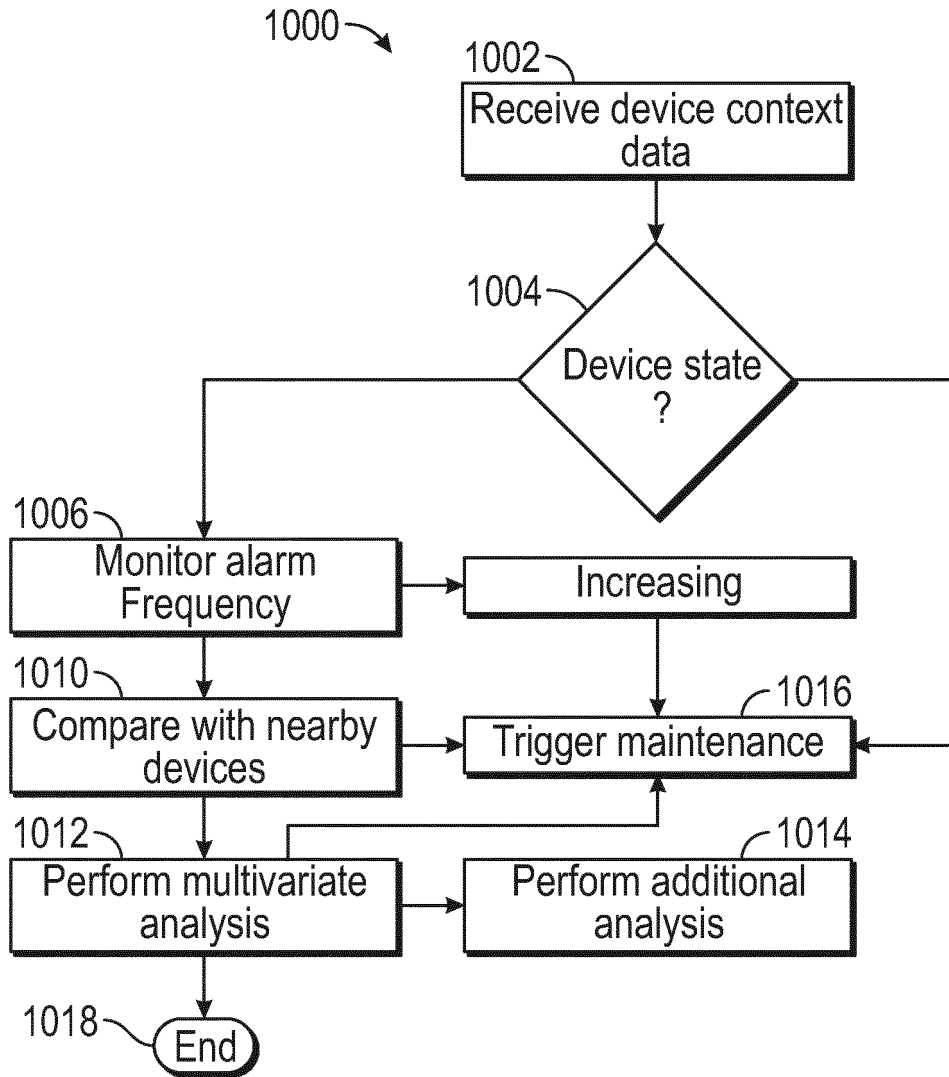 1000
1002
Receive device context
data
1004
Device state
?
1006
Monitor alarm
Frequency
Increasing
1010
Compare with nearby
devices
1016
Trigger maintenance
1012
Perform multivariate
analysis
1014
Perform additional
analysis
1018
End